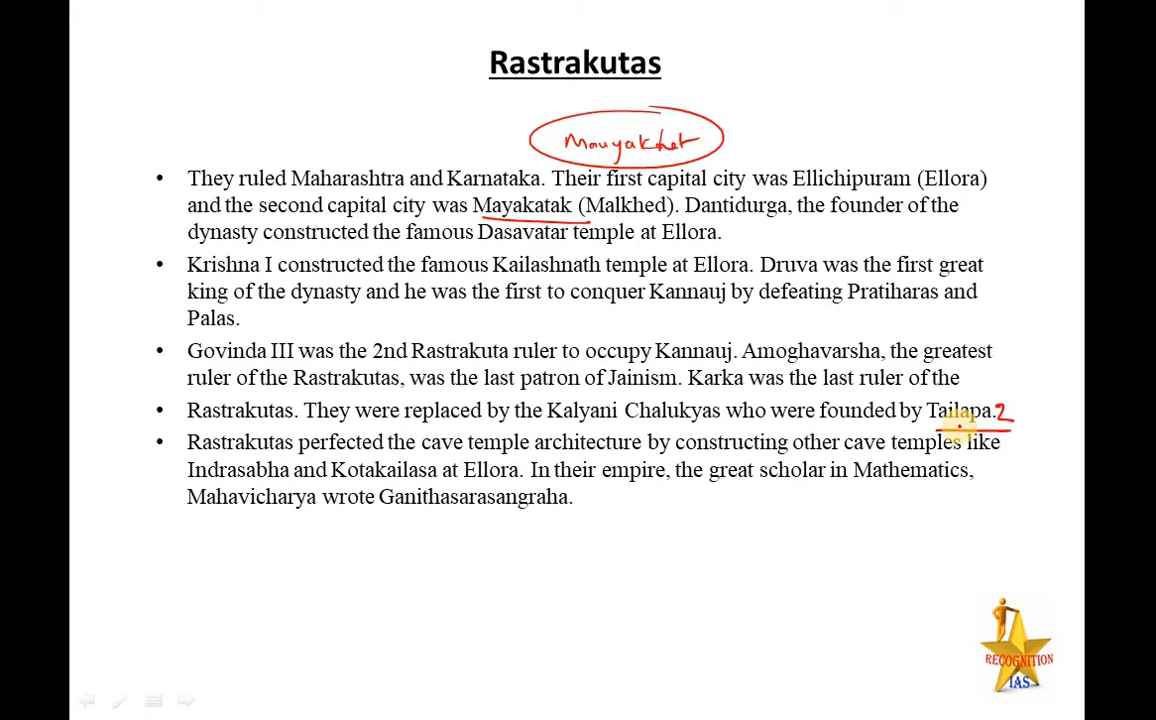 Rastrakutas
Mauyakhet
• They ruled Maharashtra and Karnataka. Their first capital city was Ellichipuram (Ellora)
and the second capital city was Mayakatak (Malkhed). Dantidurga, the founder of the
dynasty constructed the famous Dasavatar temple at Ellora.
• Krishna I constructed the famous Kailashnath temple at Ellora. Druva was the first great
king of the dynasty and he was the first to conquer Kannauj by defeating Pratiharas and
Palas.
• Govinda III was the 2nd Rastrakuta ruler to occupy Kannauj. Amoghavarsha, the greatest
ruler of the Rastrakutas, was the last patron of Jainism. Karka was the last ruler of the
• Rastrakutas. They were replaced by the Kalyani Chalukyas who were founded by Tailapa.2
• Rastrakutas perfected the cave temple architecture by constructing other cave temples like
Indrasabha and Kotakailasa at Ellora. In their empire, the great scholar in Mathematics,
Mahavicharya wrote Ganithasarasangraha.
RECOGNITION
IAS